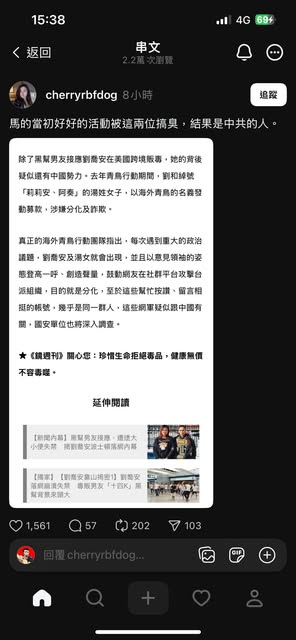 15:38
4G
69
返回
串文
2.2萬 次瀏覽
cherryrbfdog 8小時
追蹤
馬的當初好好的活動被這兩位搞臭，結果是中共的人。
除了黑幫男友接應劉喬安在美國跨境販毒，她的背後
疑似還有中國勢力。去年青鳥行動期間，劉和綽號
「莉莉安、阿奏」的湯姓女子，以海外青鳥的名義發
動募款，涉嫌分化及詐欺。
真正的海外青鳥行動團隊指出，每次遇到重大的政治
議題，劉喬安及湯女就會出現，並且以意見領袖的姿
態登高一呼、創造聲量，鼓動網友在社群平台攻擊台
派組織，目的就是分化，至於這些幫忙按讚、留言相
挺的帳號，幾乎是同一群人，這些網軍疑似跟中國有
關，國安單位也將深入調查。
★《鏡週刊》關心您：珍惜生命拒絕毒品，健康無價
不容毒噬。
延伸閱讀
【新聞內幕】黑幫男友接應、遭逮大
小便失禁 揭劉喬安波士頓落網內幕
【獨家】【劉喬安靠山揭密1】劉喬安
落網崩潰失禁 毒販男友「十四K」黑
幫背景來頭大
1,561
57
202
103
回覆 cherryrbfdog...
GIF